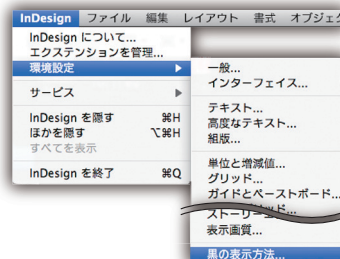 InDesign ファイル 編集 レイアウト 書式 オブジェク
InDesign について...
エクステンションを管理...
環境設定
サービス
InDesign を隠す ⌘H
ほかを隠す ⌥⌘H
すべてを表示
InDesign を終了 ⌘Q
一般...
インターフェイス...
テキスト...
高度なテキスト...
組版...
単位と増減値...
グリッド...
ガイドとペーストボード...
表示画質...
黒の表示方法...